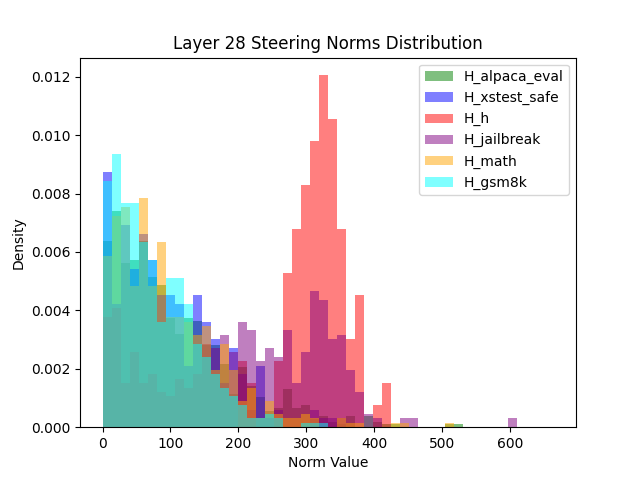 Layer 28 Steering Norms Distribution
0.012
0.010
0.008
0.006
0.004
0.002
0.000
Density
H_alpaca_eval
H_xstest_safe
H_h
H_jailbreak
H_math
H_gsm8k
0 100 200 300 400 500 600
Norm Value